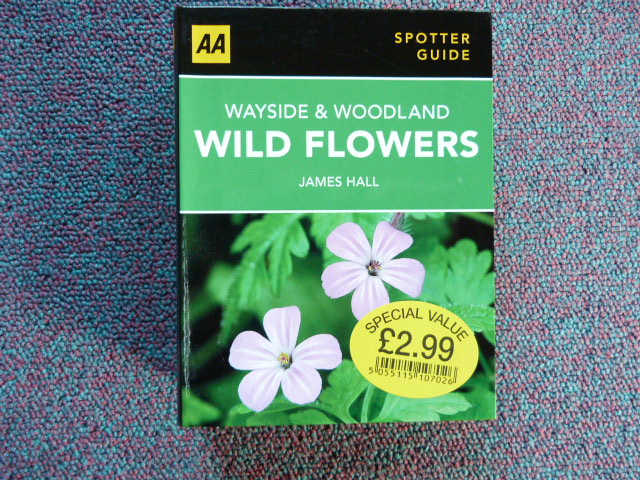 AA
SPOTTER
GUIDE
WAYSIDE & WOODLAND
WILD FLOWERS
JAMES HALL
SPECIAL VALUE
£2.99
5 055115 107026